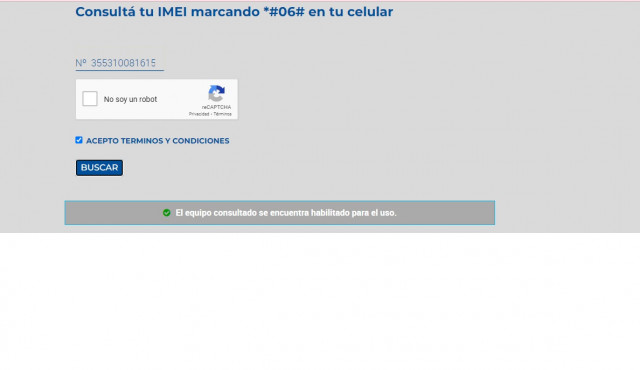 Consultá tu IMEI marcando *#06# en tu celular
Nº 355310081615
No soy un robot
reCAPTCHA
Privacidad - Términos
ACEPTO TERMINOS Y CONDICIONES
BUSCAR
El equipo consultado se encuentra habilitado para el uso.